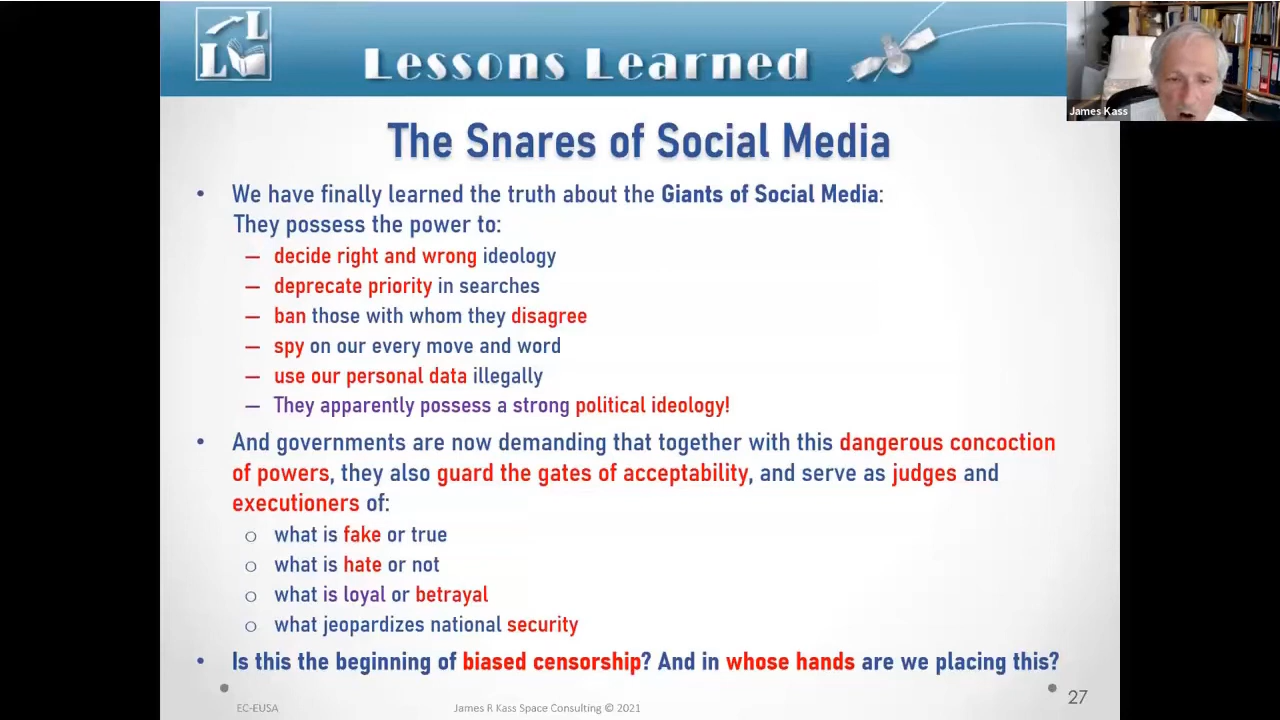 L
L
Lessons Learned
James Kass
The Snares of Social Media
• We have finally learned the truth about the Giants of Social Media:
They possess the power to:
– decide right and wrong ideology
– deprecate priority in searches
– ban those with whom they disagree
– spy on our every move and word
– use our personal data illegally
– They apparently possess a strong political ideology!
• And governments are now demanding that together with this dangerous concoction
of powers, they also guard the gates of acceptability, and serve as judges and
executioners of:
o what is fake or true
o what is hate or not
o what is loyal or betrayal
o what jeopardizes national security
• Is this the beginning of biased censorship? And in whose hands are we placing this?
EC-EUSA
James R Kass Space Consulting © 2021
27